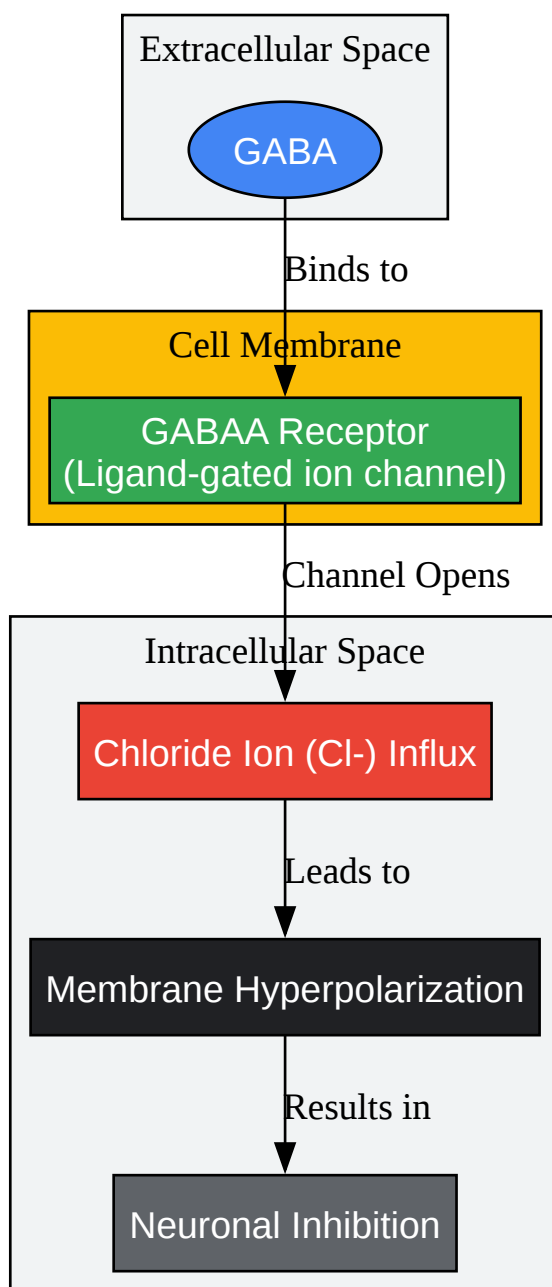 Extracellular Space
GABA
Binds to
Cell Membrane
GABAA Receptor
(Ligand-gated ion channel)
Channel Opens
Intracellular Space
Chloride Ion (Cl-) Influx
Leads to
Membrane Hyperpolarization
Results in
Neuronal Inhibition